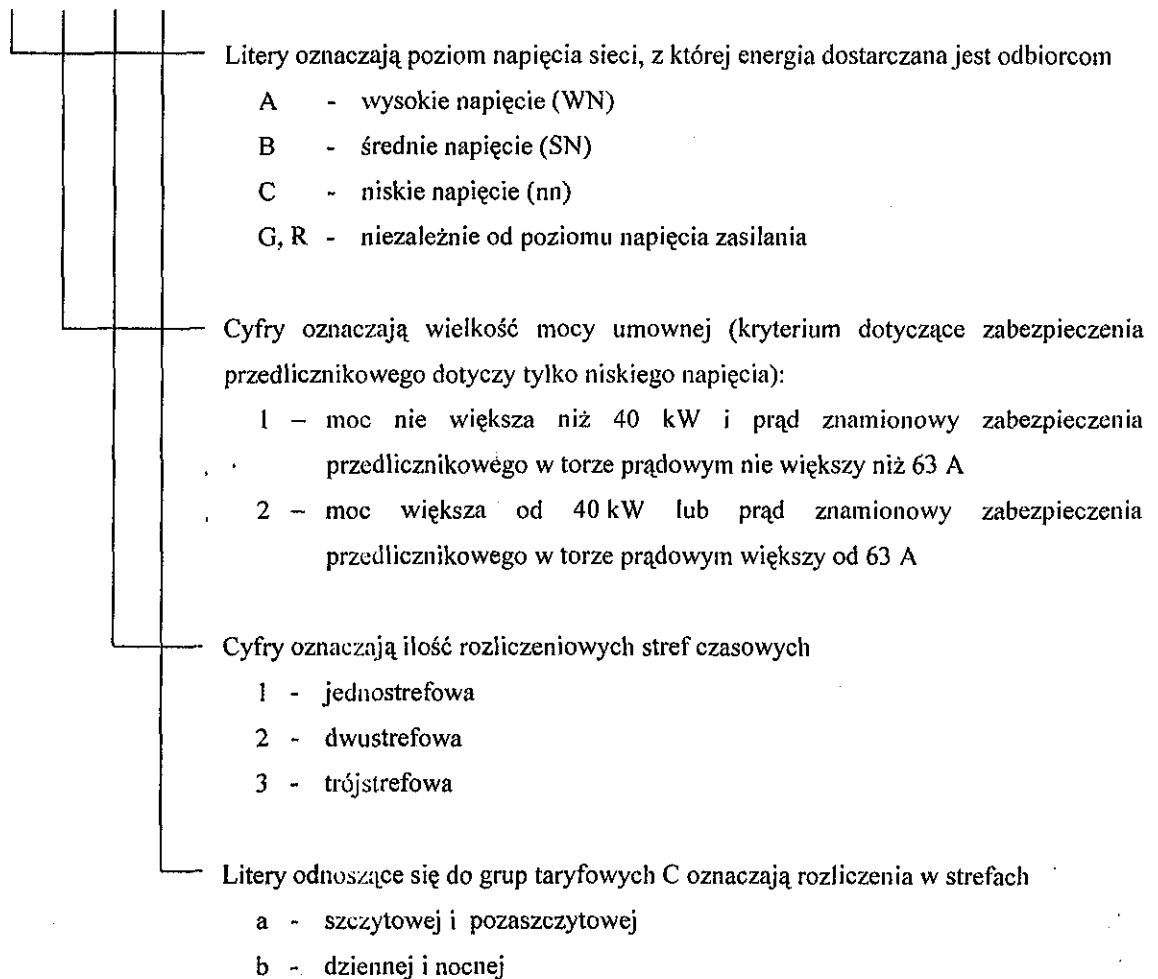 Litery oznaczają poziom napięcia sieci, z której energia dostarczana jest odbiorcom
A - wysokie napięcie (WN)
B - średnie napięcie (SN)
C - niskie napięcie (nn)
G, R - niezależnie od poziomu napięcia zasilania
Cyfry oznaczają wielkość mocy umownej (kryterium dotyczące zabezpieczenia
przedlicznikowego dotyczy tylko niskiego napięcia):
1 – moc nie większa niż 40 kW i prąd znamionowy zabezpieczenia
przedlicznikowego w torze prądowym nie większy niż 63 A
2 – moc większa od 40 kW lub prąd znamionowy zabezpieczenia
przedlicznikowego w torze prądowym większy od 63 A
Cyfry oznaczają ilość rozliczeniowych stref czasowych
1 - jednostrefowa
2 - dwustrefowa
3 - trójstrefowa
Litery odnoszące się do grup taryfowych C oznaczają rozliczenia w strefach
a - szczytowej i pozaszczytowej
b - dziennej i nocnej